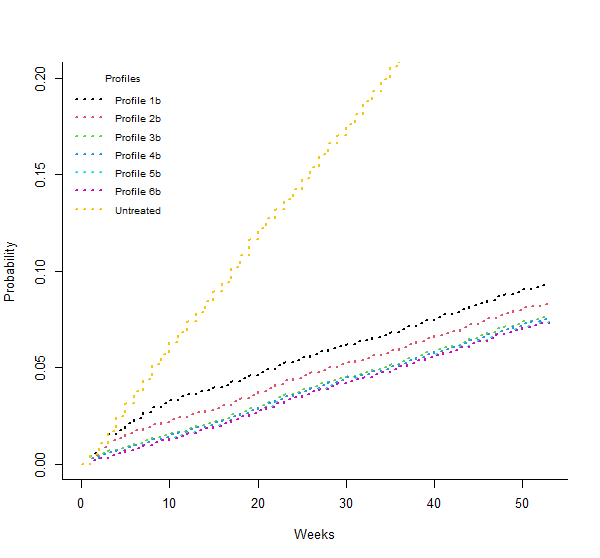 Profiles
Profile 1b
Profile 2b
Profile 3b
Profile 4b
Profile 5b
Profile 6b
Untreated
Probability
0.20
0.15
0.10
0.05
0.00
0 10 20 30 40 50
Weeks